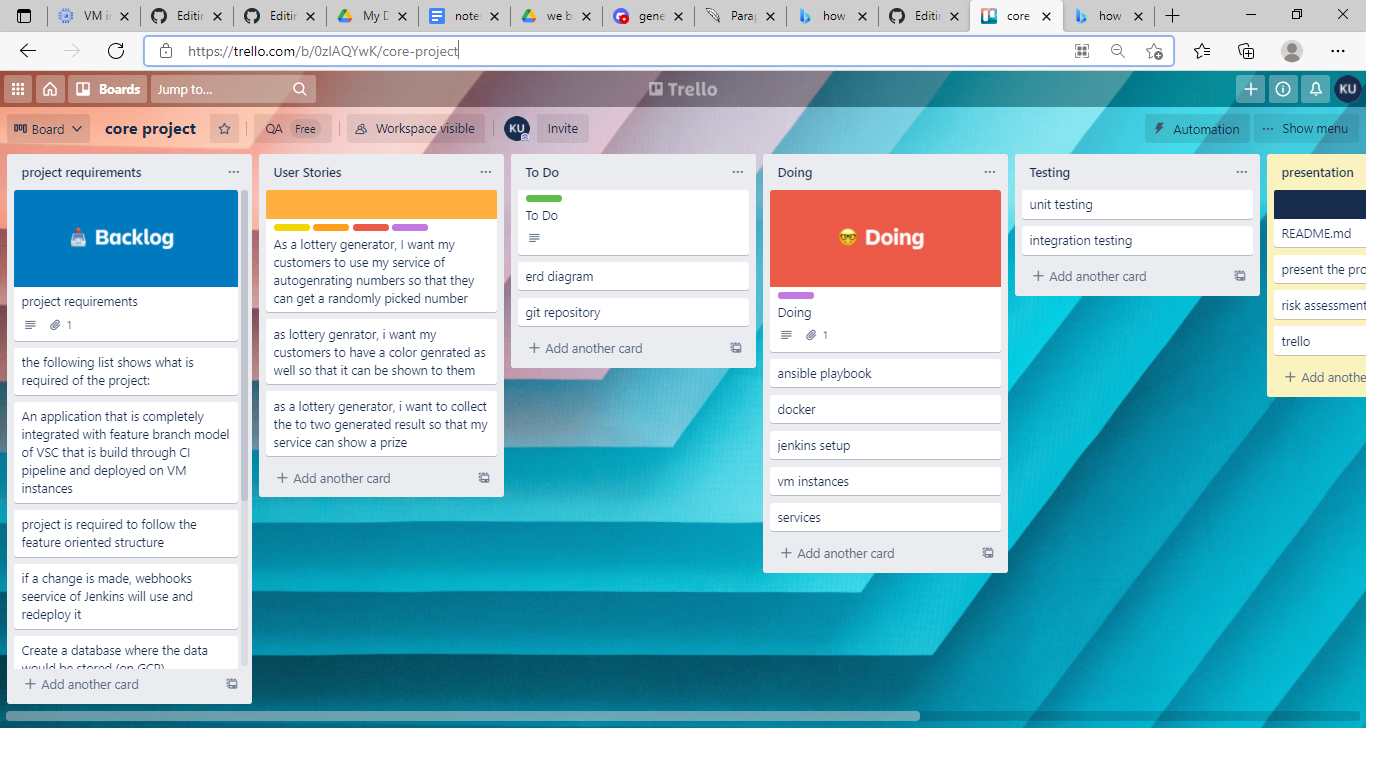 VM in
Editin
Editin
My D
note
we b
gene
Para
how
Editin
core
how
https://trello.com/b/0zIAQYwK/core-project
Boards
Jump to...
Trello
KU
Board
core project
QA Free
Workspace visible
KU
Invite
Automation
Show menu
project requirements
Backlog
project requirements
1
the following list shows what is
required of the project:
An application that is completely
integrated with feature branch model
of VSC that is build through CI
pipeline and deployed on VM
instances
project is required to follow the
feature oriented structure
if a change is made, webhooks
seervice of Jenkins will use and
redeploy it
Create a database where the data
would be stored (on GCP)
+ Add another card
User Stories
As a lottery generator, I want my
customers to use my service of
autogenrating numbers so that they
can get a randomly picked number
as lottery genrator, i want my
customers to have a color genrated as
well so that it can be shown to them
as a lottery generator, i want to collect
the to two generated result so that my
service can show a prize
+ Add another card
To Do
To Do
erd diagram
git repository
+ Add another card
Doing
Doing
Doing
1
ansible playbook
docker
jenkins setup
vm instances
services
+ Add another card
Testing
unit testing
integration testing
+ Add another card
presentation
README.md
present the pro
risk assessment
trello
+ Add anothe